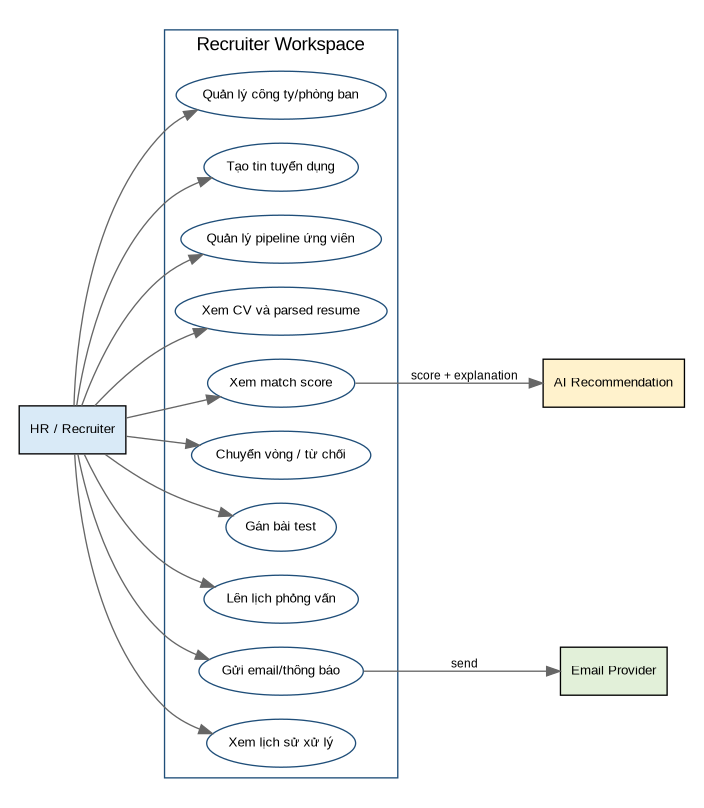 Recruiter Workspace
Quản lý công ty/phòng ban
Tạo tin tuyển dụng
Quản lý pipeline ứng viên
Xem CV và parsed resume
Xem match score
score + explanation
AI Recommendation
HR / Recruiter
Chuyển vòng / từ chối
Gán bài test
Lên lịch phỏng vấn
Gửi email/thông báo
send
Email Provider
Xem lịch sử xử lý